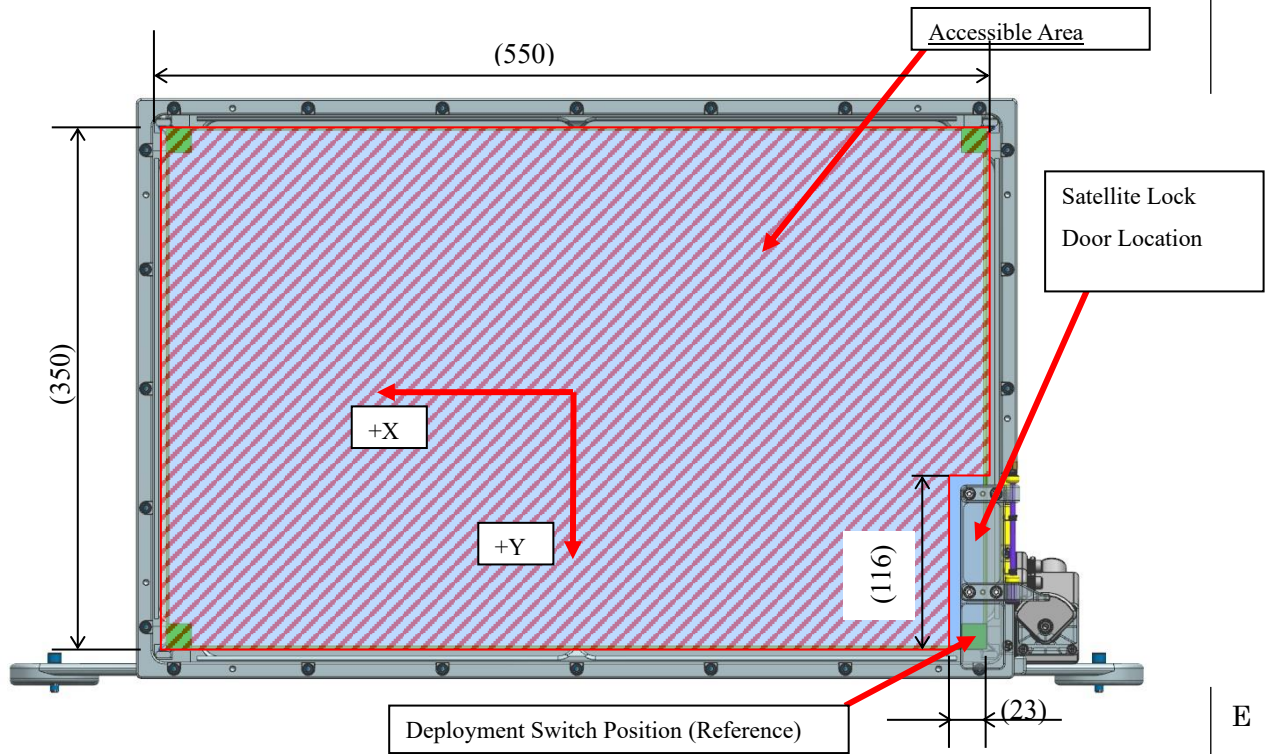 Accessible Area
(550)
Satellite Lock
Door Location
(350)
+X
+Y
(116)
(23)
Deployment Switch Position (Reference)
E